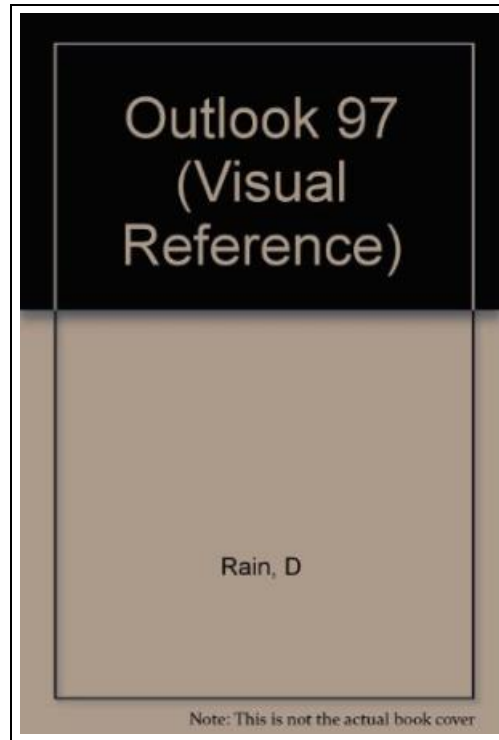 Outlook 97
(Visual
Reference)
Rain, D
Note: This is not the actual book cover